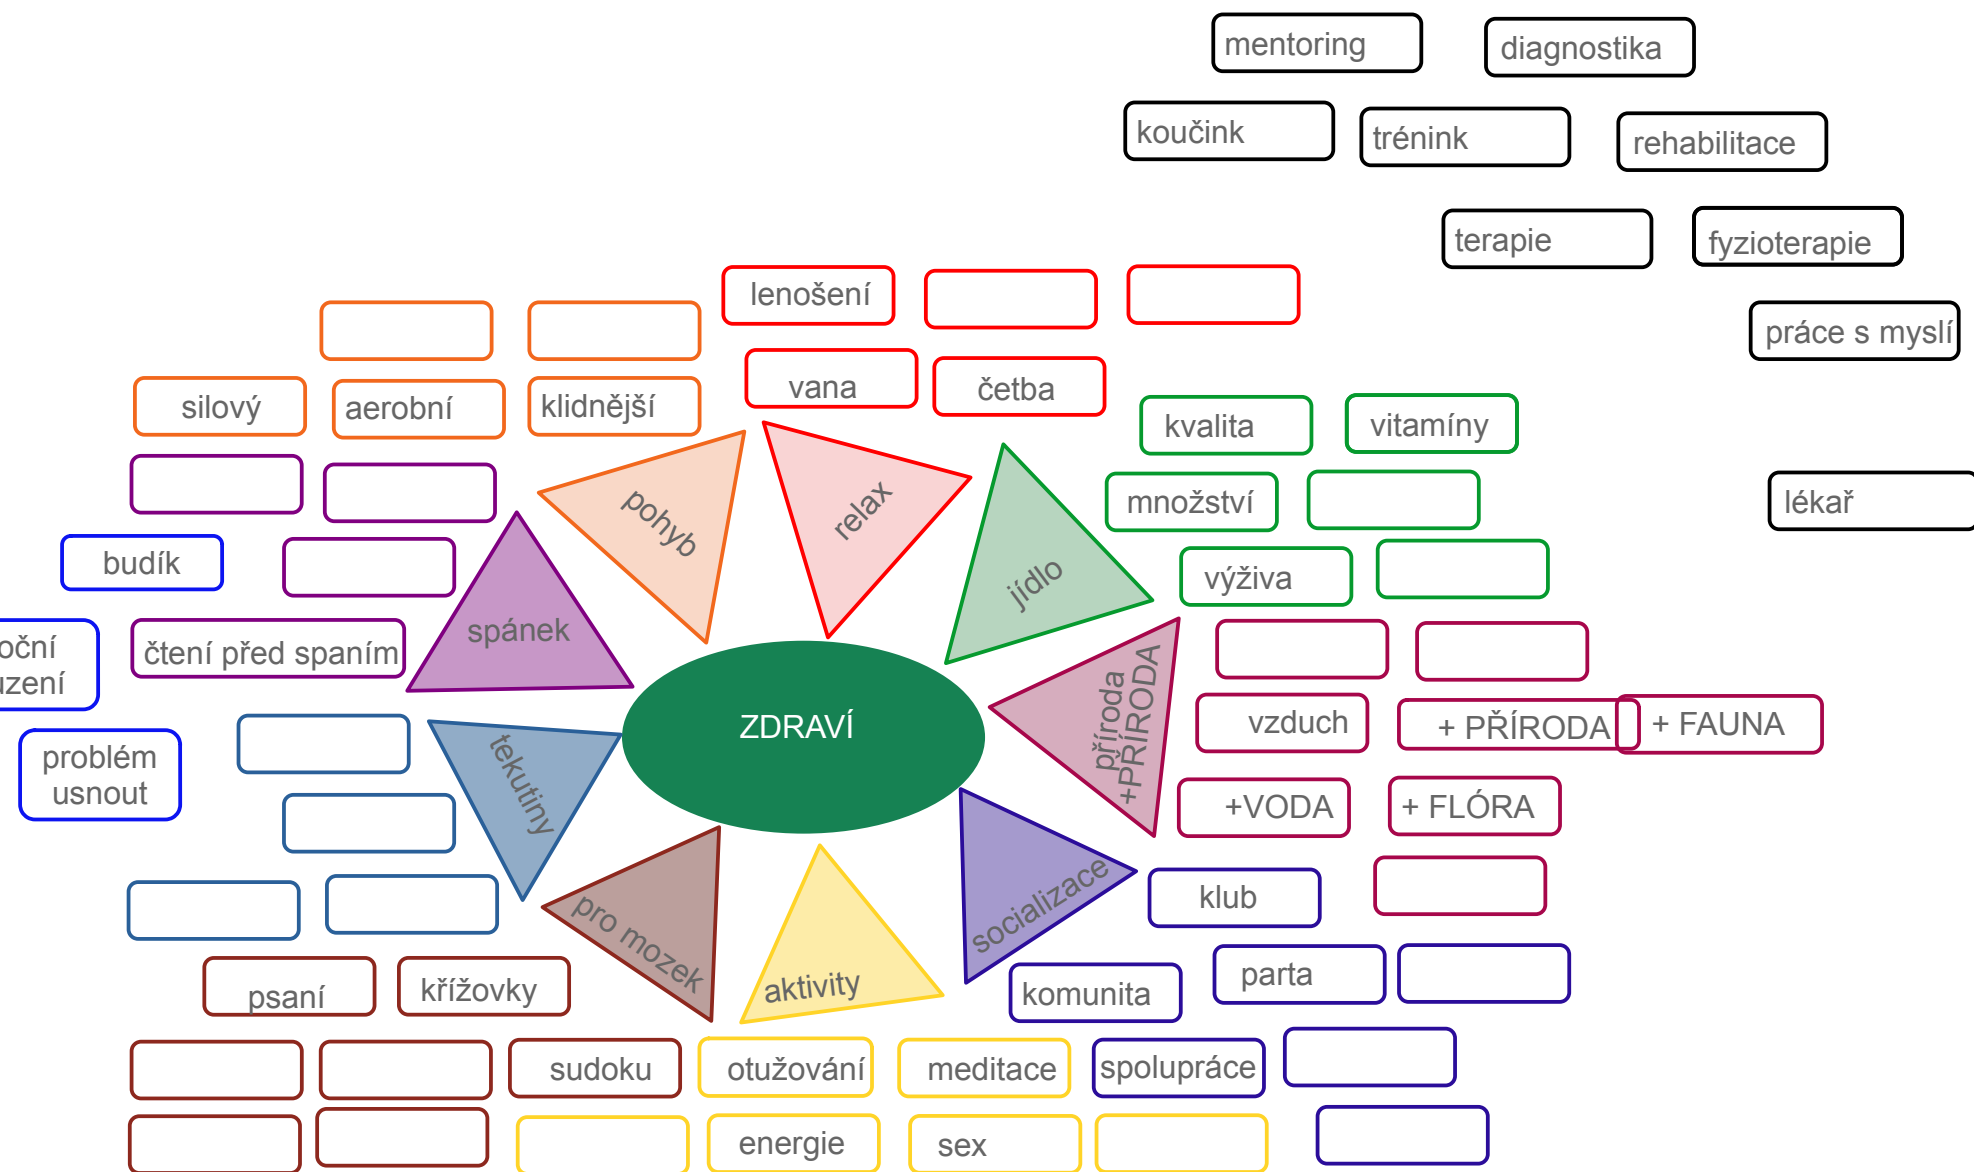 mentoring
diagnostika
koučink
trénink
rehabilitace
terapie
fyzioterapie
práce s myslí
lékař
lenošení
vana
četba
silový
aerobní
klidnější
kvalita
vitamíny
množství
výživa
pohyb
relax
jídlo
budík
čtení před spaním
spánek
problém
usnout
tekutiny
ZDRAVÍ
příroda
+PŘÍRODA
vzduch
+ PŘÍRODA
+ FAUNA
+VODA
+ FLÓRA
socializace
klub
parta
komunita
spolupráce
pro mozek
psaní
křížovky
sudoku
aktivity
otužování
meditace
energie
sex